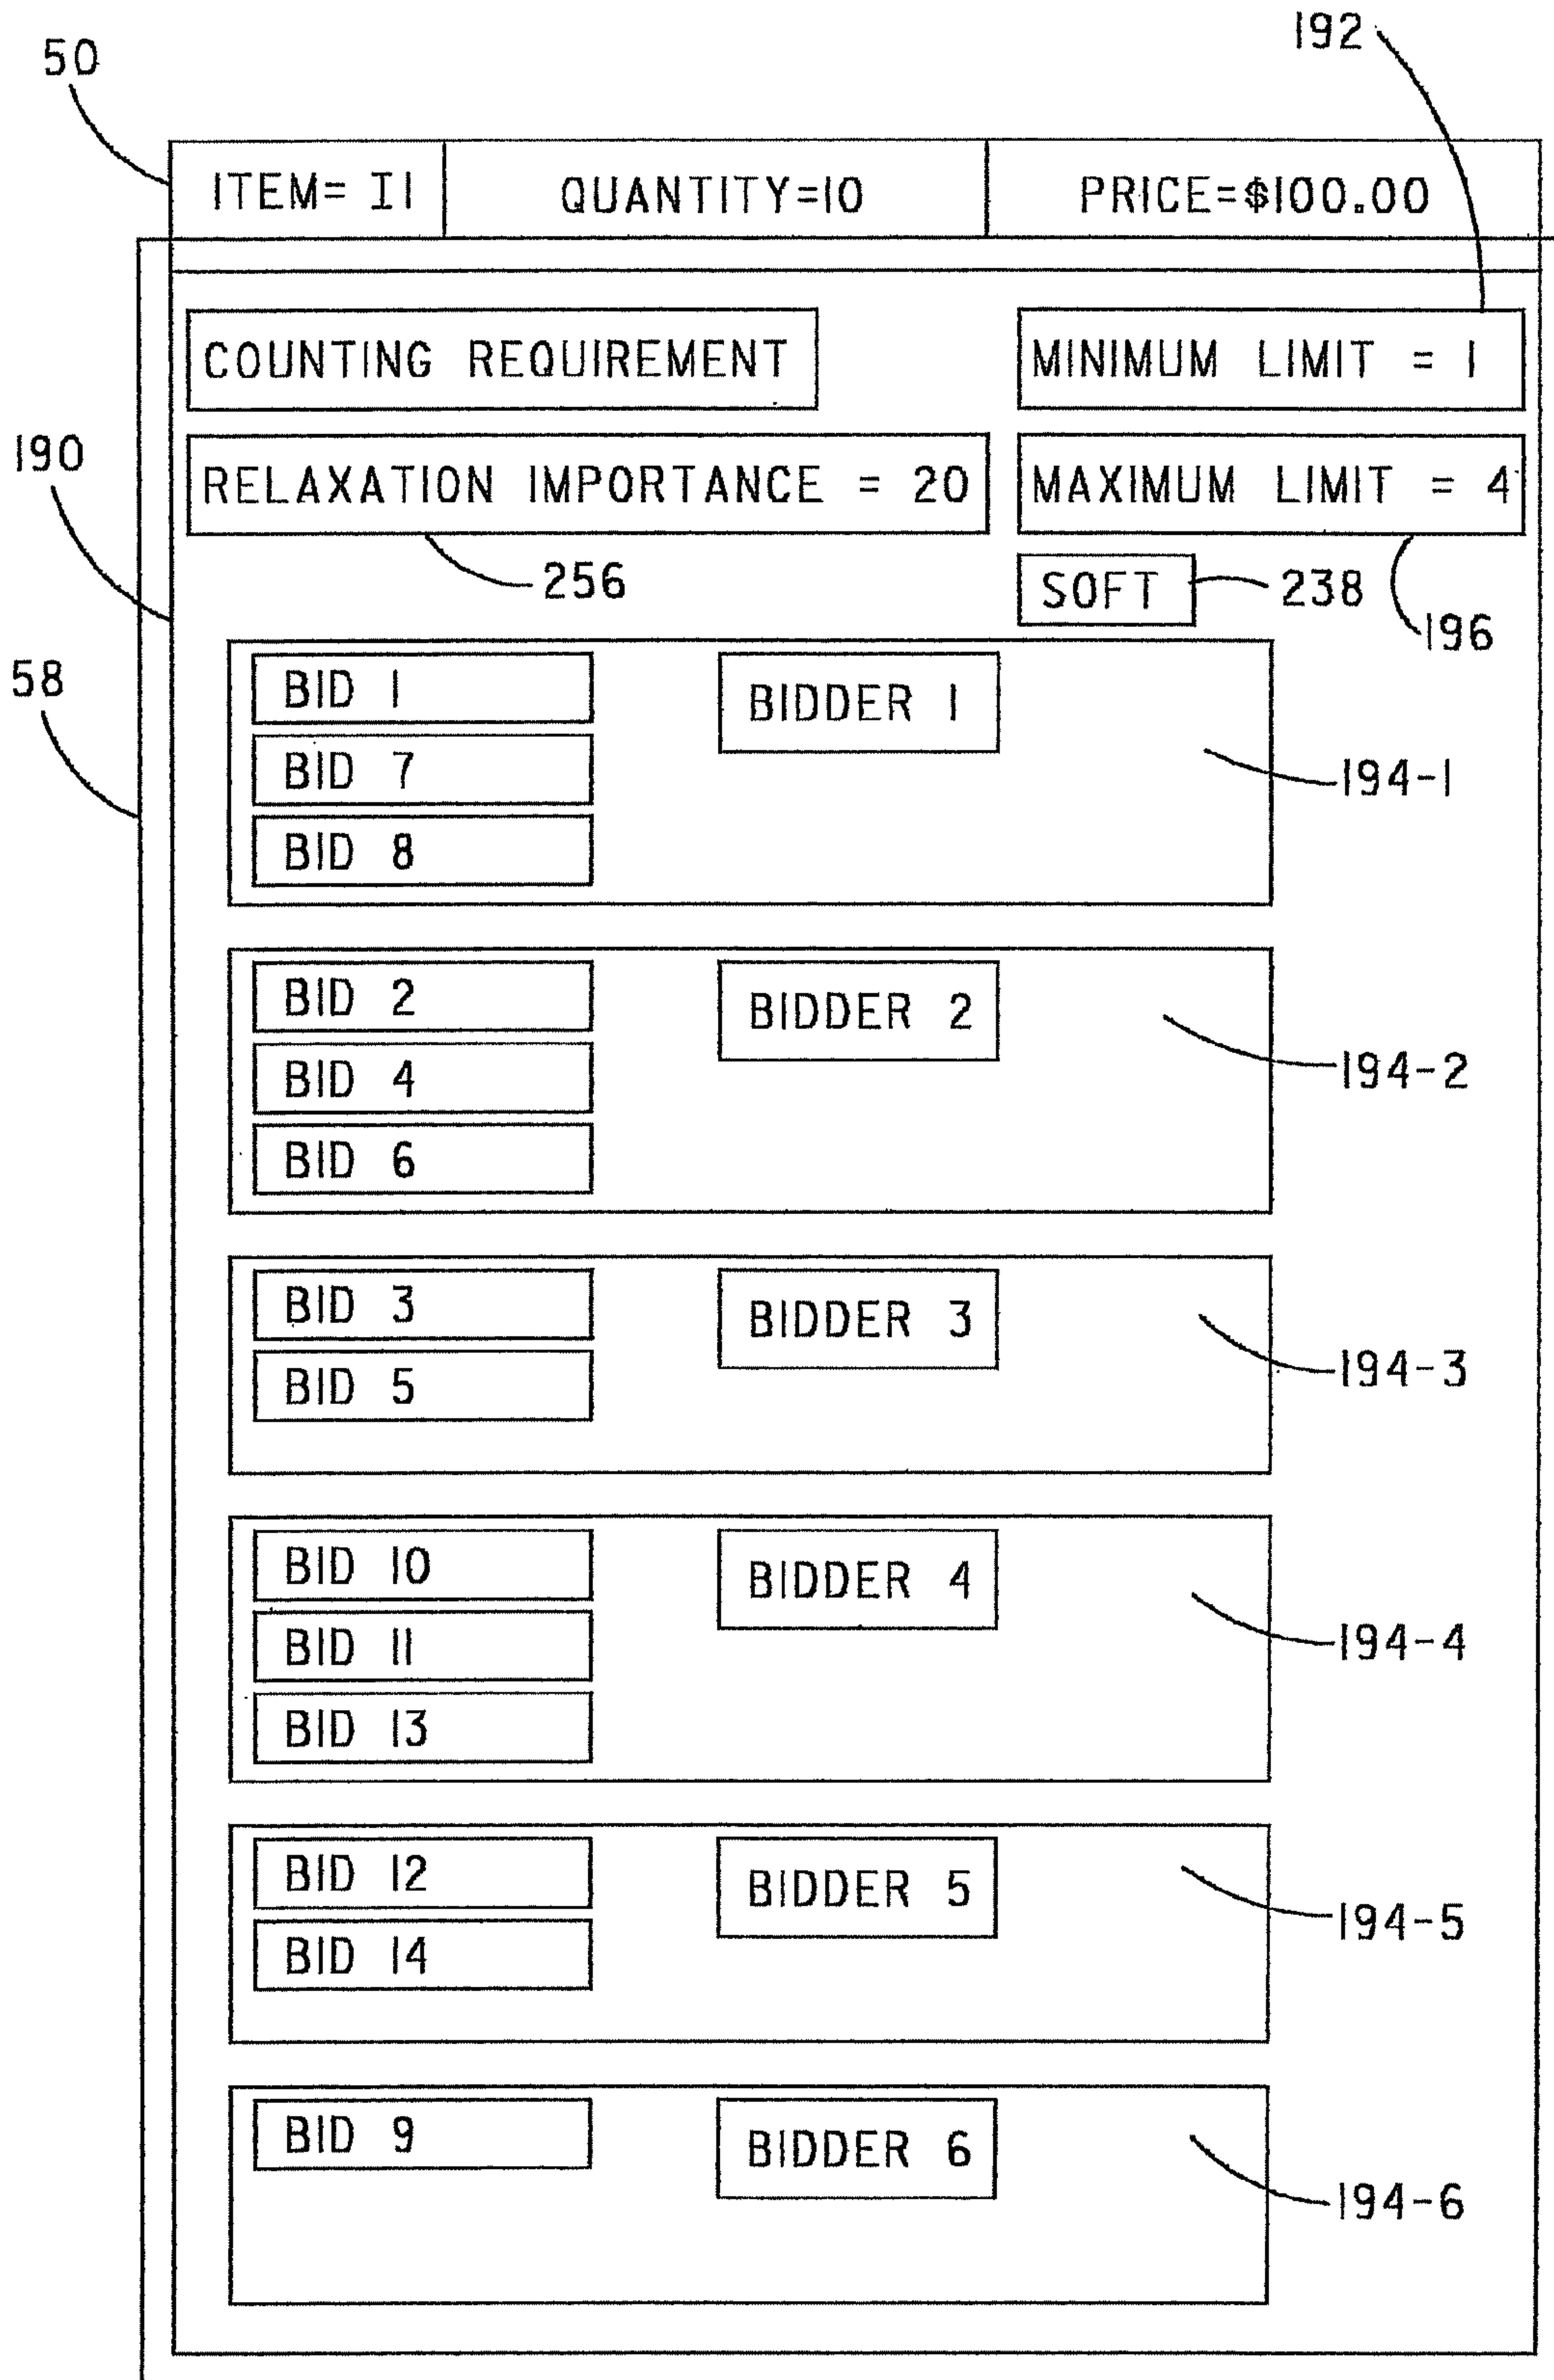 192
50
ITEM= I1 QUANTITY=10 PRICE=$100.00
COUNTING REQUIREMENT MINIMUM LIMIT = 1
190
RELAXATION IMPORTANCE = 20 MAXIMUM LIMIT = 4
256 SOFT 238
196
58
BID 1 BIDDER 1
BID 7 194-1
BID 8
BID 2 BIDDER 2
BID 4 194-2
BID 6
BID 3 BIDDER 3
BID 5 194-3
BID 10 BIDDER 4
BID 11 194-4
BID 13
BID 12 BIDDER 5
BID 14 194-5
BID 9 BIDDER 6
194-6